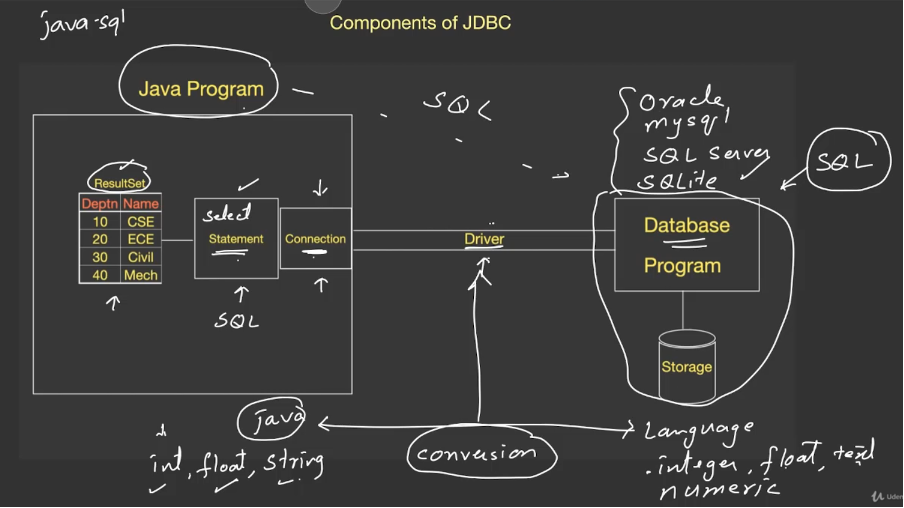 java·sql
Components of JDBC
Java Program
SQL
Oracle,
mysql
SQL Server
SQLite
SQL
ResultSet
Deptn Name
10 CSE
20 ECE
30 Civil
40 Mech
select
Statement
Connection
SQL
Driver
Database
Program
Storage
java
int, float, string
conversion
Language
integer, float, text
numeric